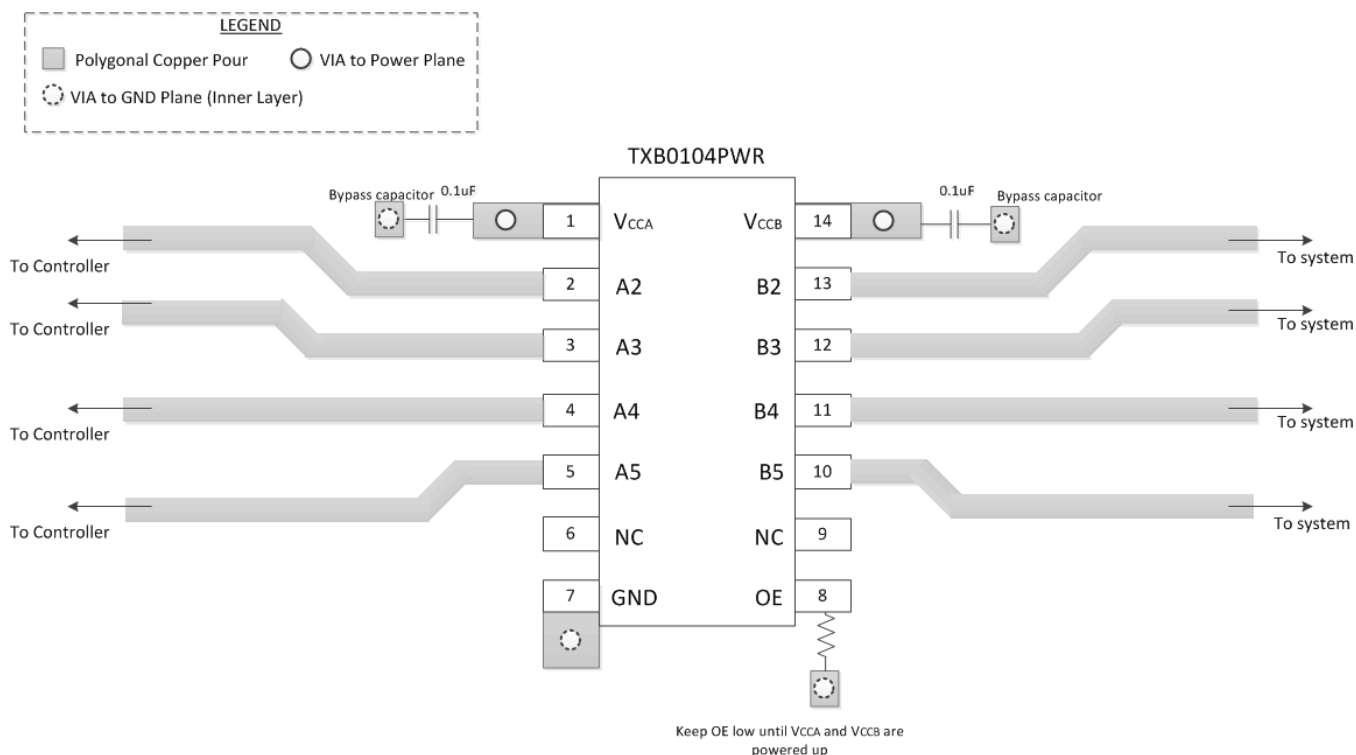 LEGEND
Polygonal Copper Pour
VIA to Power Plane
VIA to GND Plane (Inner Layer)
TXB0104PWR
Bypass capacitor
0.1uF
0.1uF
Bypass capacitor
1
VCCA
VCCB
14
To Controller
2
A2
B2
13
To system
To Controller
3
A3
B3
12
To system
To Controller
4
A4
B4
11
To system
To Controller
5
A5
B5
10
To system
6
NC
NC
9
7
GND
OE
8
Keep OE low until VCCA and VCCB are
powered up